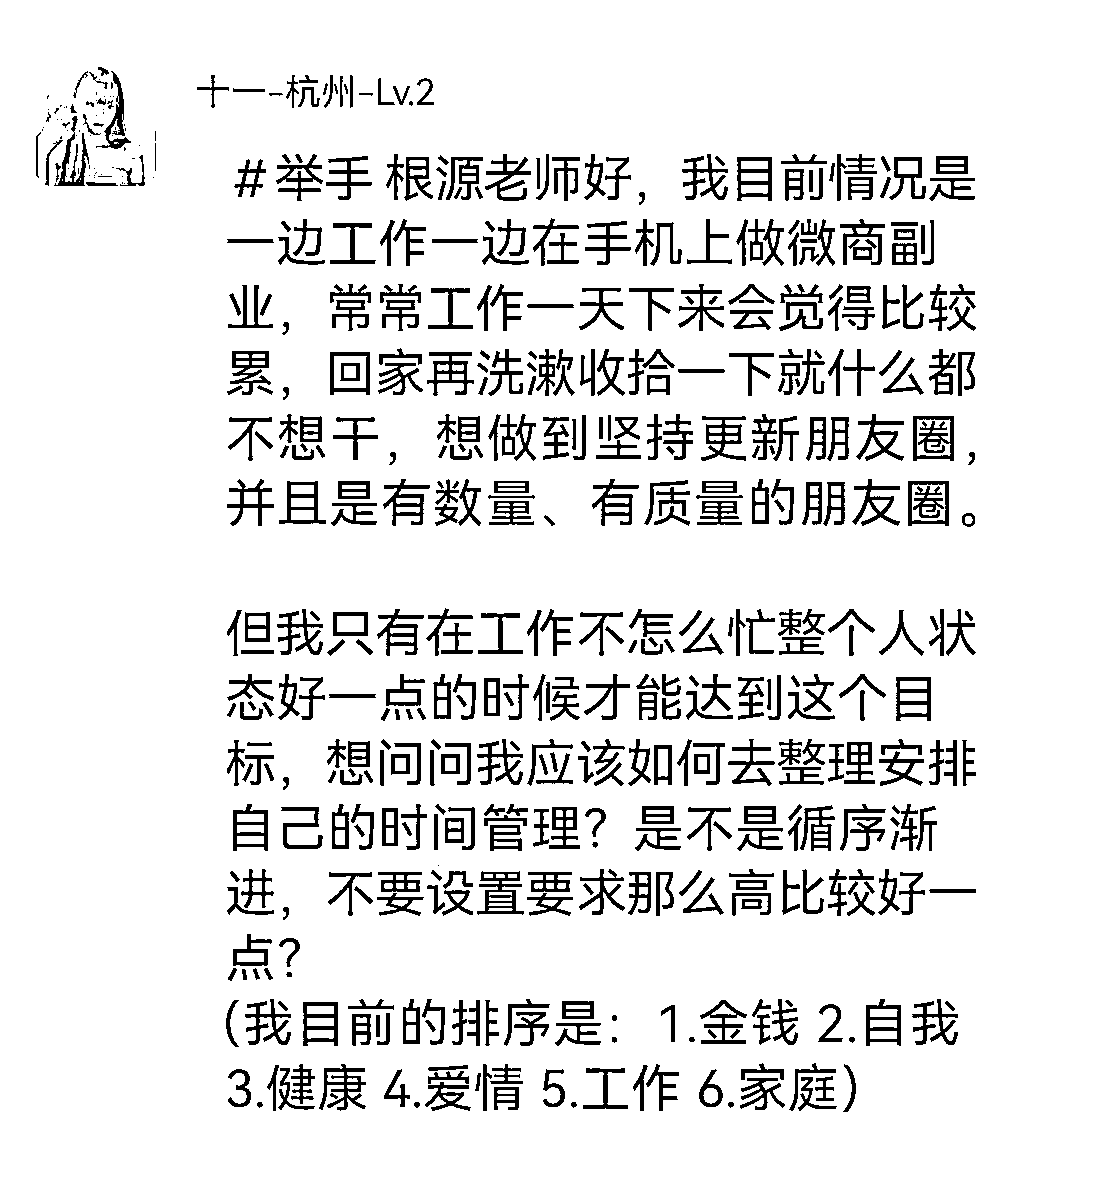 十一-杭州-Lv.2
#举手 根源老师好，我目前情况是
一边工作一边在手机上做微商副
业，常常工作一天下来会觉得比较
累，回家再洗漱收拾一下就什么都
不想干，想做到坚持更新朋友圈，
并且是有数量、有质量的朋友圈。
但我只有在工作不怎么忙整个人状
态好一点的时候才能达到这个目
标，想问问我应该如何去整理安排
自己的时间管理？是不是循序渐
进，不要设置要求那么高比较好一
点？
(我目前的排序是：1.金钱 2.自我
3.健康 4.爱情 5.工作 6.家庭)